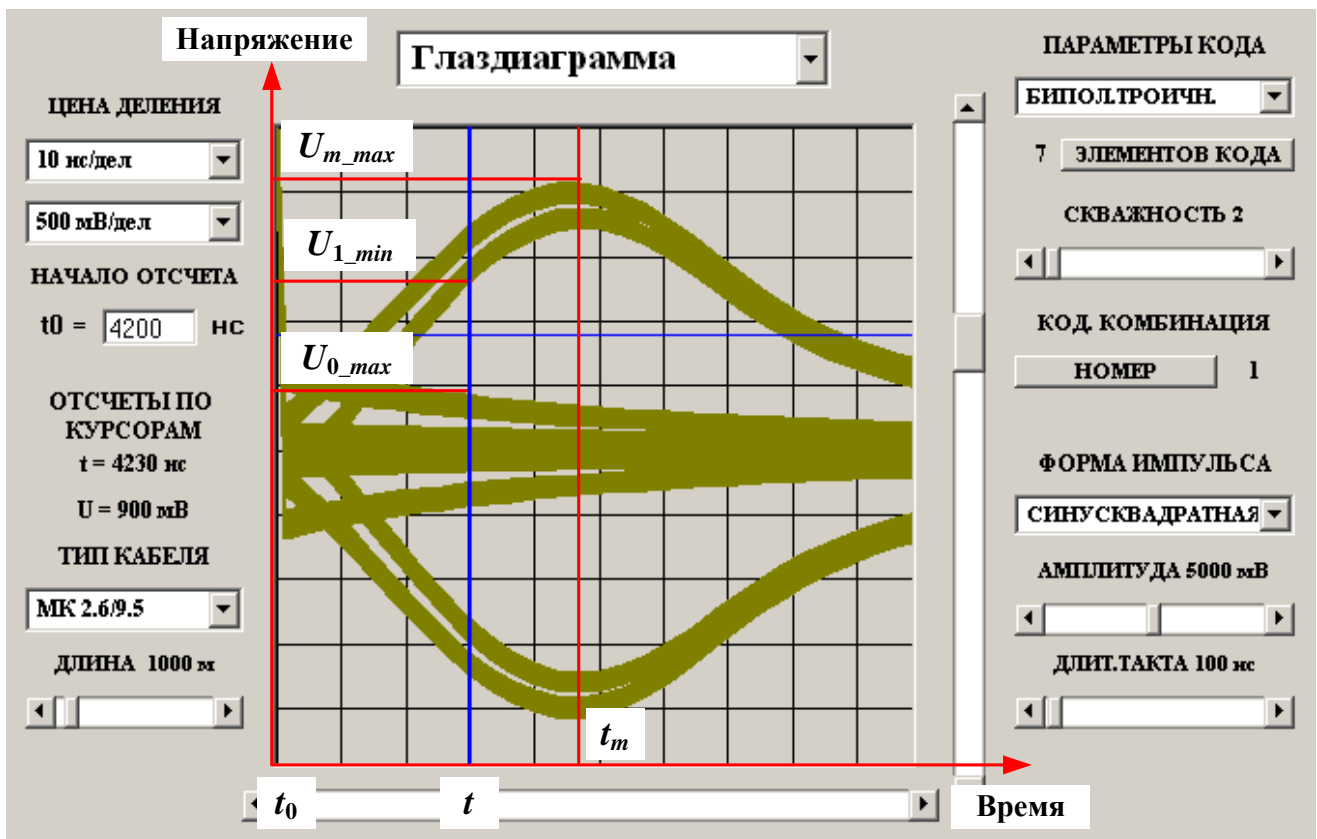 Напряжение
Глаздиаграмма
ЦЕНА ДЕЛЕНИЯ
10 нс/дел
500 мВ/дел
НАЧАЛО ОТСЧЕТА
t0 = 4200 нс
ОТСЧЕТЫ ПО
КУРСОРАМ
t = 4230 нс
U = 900 мВ
ТИП КАБЕЛЯ
МК 2.6/9.5
ДЛИНА 1000 м
U_m_max
U_1_min
U_0_max
t_m
t_0
t
Время
ПАРАМЕТРЫ КОДА
БИПОЛ.ТРОИЧН.
7 ЭЛЕМЕНТОВ КОДА
СКВАЖНОСТЬ 2
КОД. КОМБИНАЦИЯ
НОМЕР 1
ФОРМА ИМПУЛЬСА
СИНУСКВАДРАТНАЯ
АМПЛИТУДА 5000 мВ
ДЛИТ.ТАКТА 100 нс